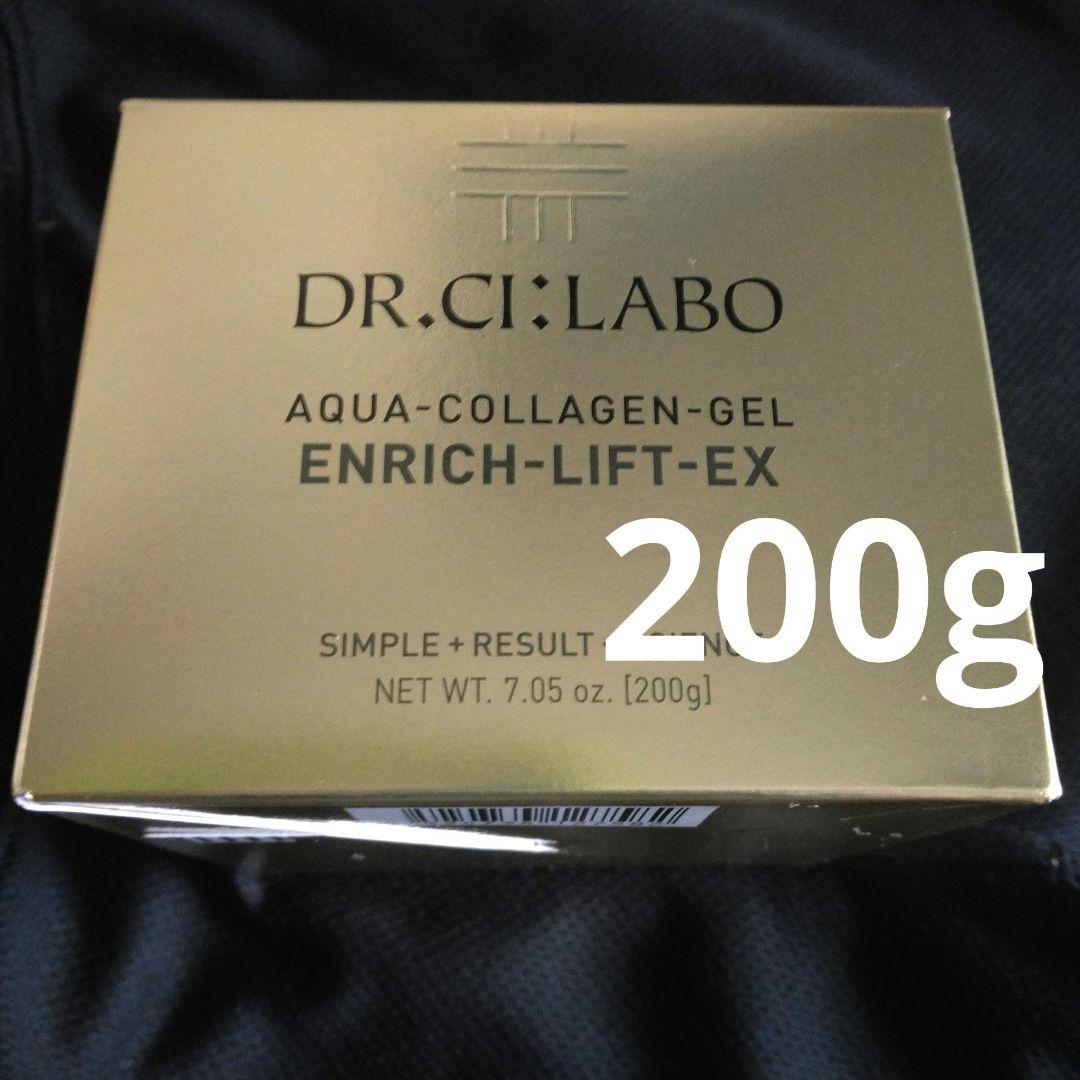 DR.CI:LABO
AQUA-COLLAGEN-GEL
ENRICH-LIFT-EX
200g
SIMPLE + RESULT
NET WT. 7.05 oz. [200g]